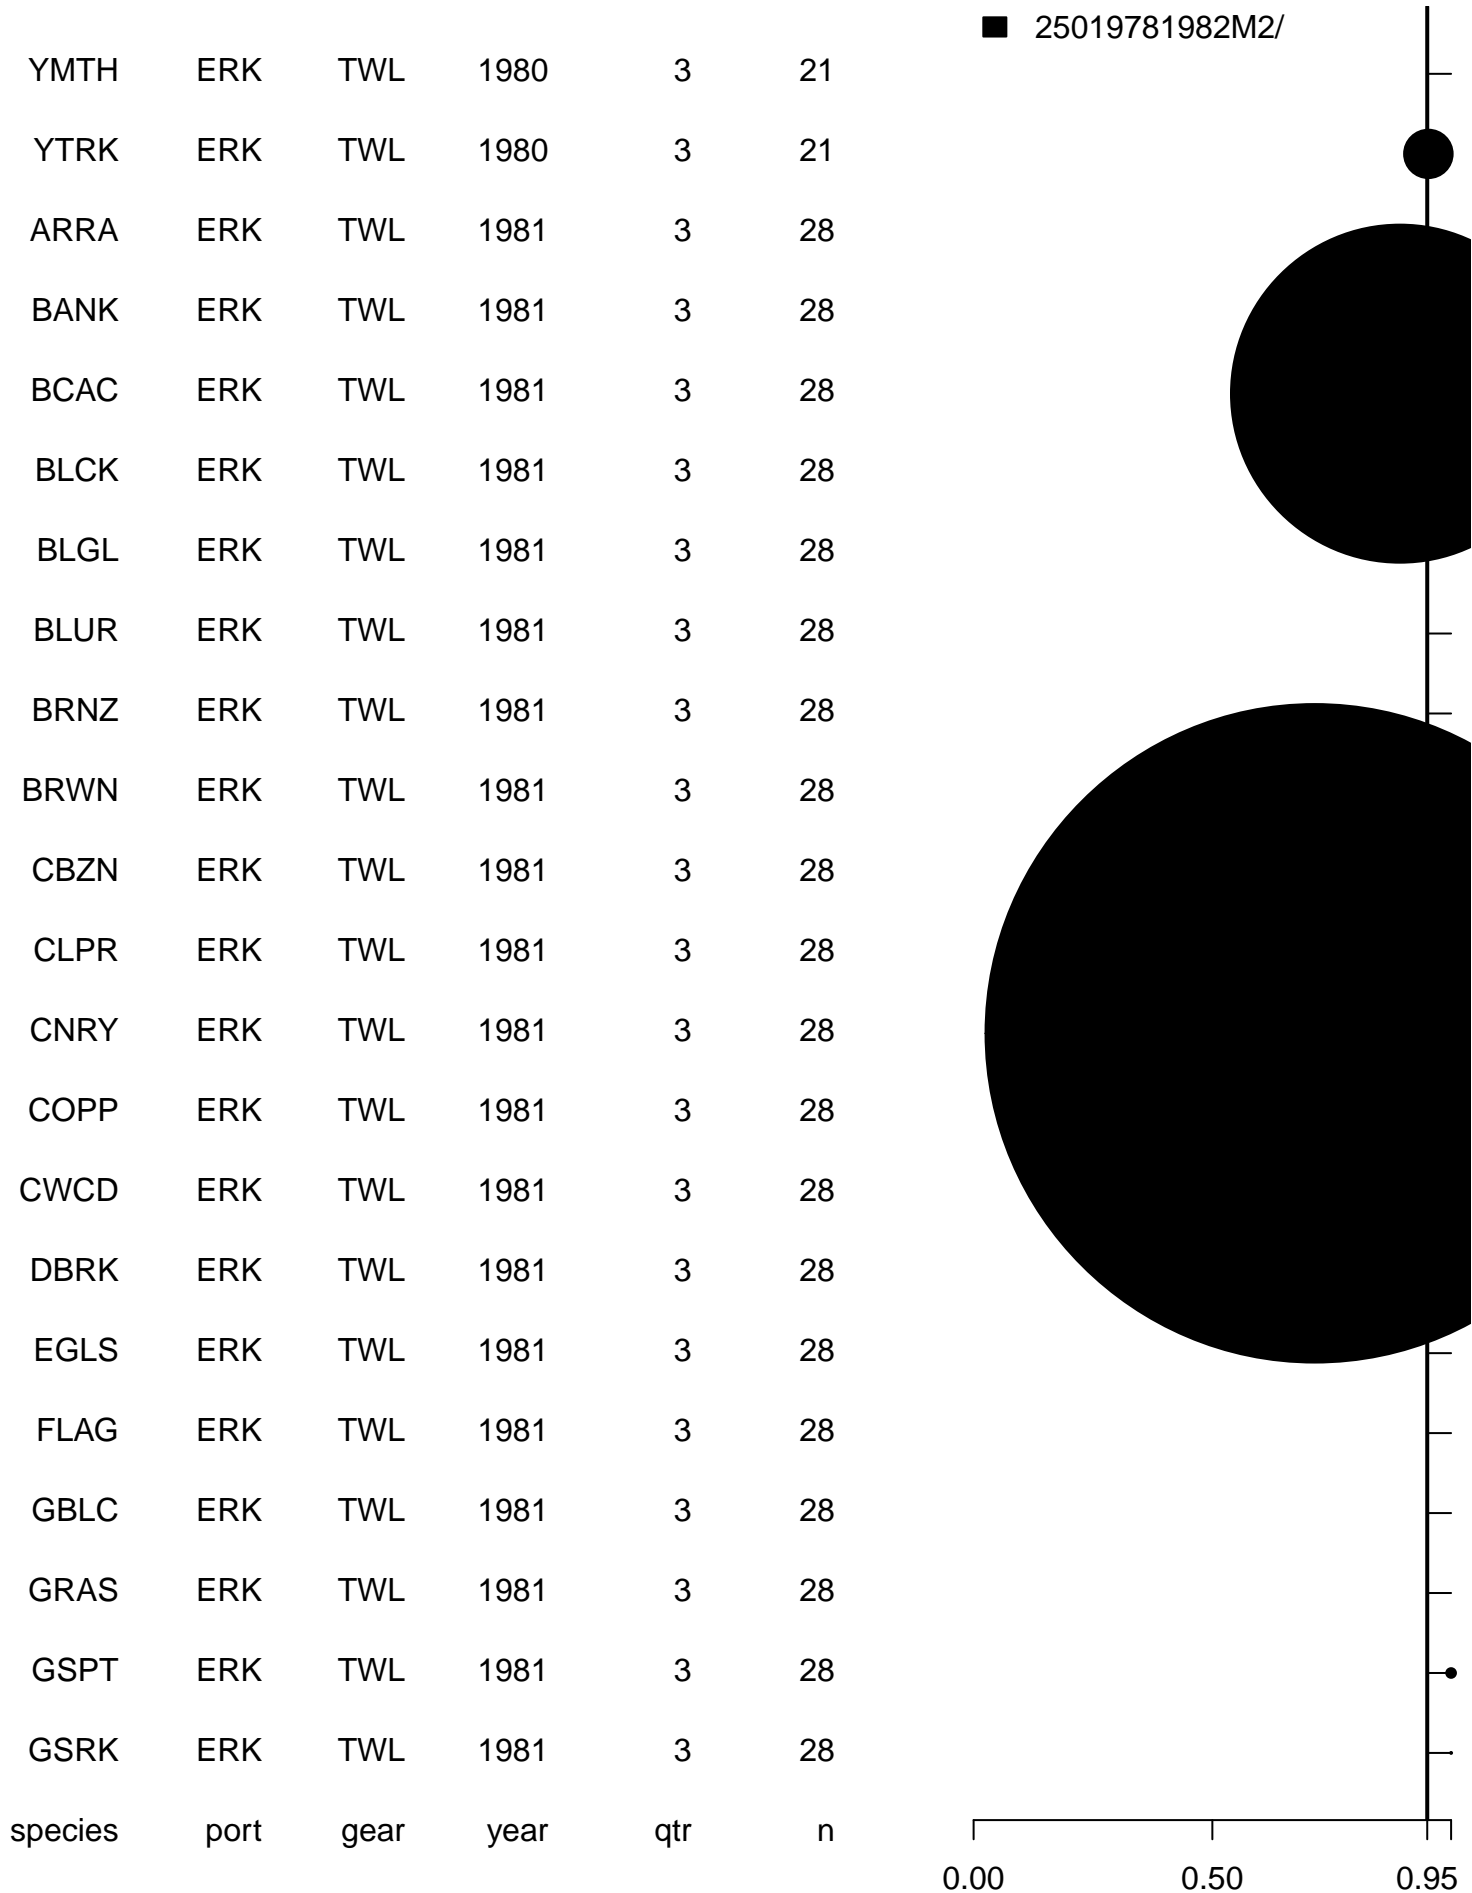 25019781982M2/
YMTH ERK TWL 1980 3 21
YTRK ERK TWL 1980 3 21
ARRA ERK TWL 1981 3 28
BANK ERK TWL 1981 3 28
BCAC ERK TWL 1981 3 28
BLCK ERK TWL 1981 3 28
BLGL ERK TWL 1981 3 28
BLUR ERK TWL 1981 3 28
BRNZ ERK TWL 1981 3 28
BRWN ERK TWL 1981 3 28
CBZN ERK TWL 1981 3 28
CLPR ERK TWL 1981 3 28
CNRY ERK TWL 1981 3 28
COPP ERK TWL 1981 3 28
CWCD ERK TWL 1981 3 28
DBRK ERK TWL 1981 3 28
EGLS ERK TWL 1981 3 28
FLAG ERK TWL 1981 3 28
GBLC ERK TWL 1981 3 28
GRAS ERK TWL 1981 3 28
GSPT ERK TWL 1981 3 28
GSRK ERK TWL 1981 3 28
species port gear year qtr n
0.00 0.50 0.95